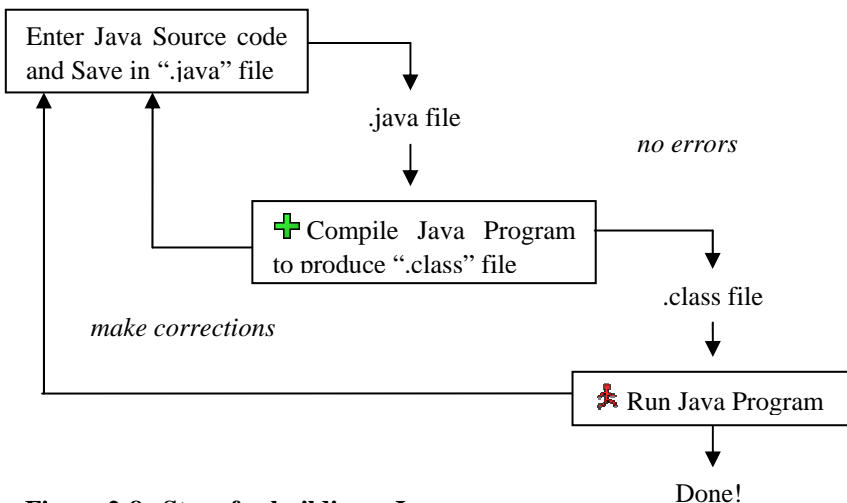 Enter Java Source code
and Save in “.java” file
.java file
no errors
Compile Java Program
to produce “.class” file
.class file
make corrections
Run Java Program
Done!